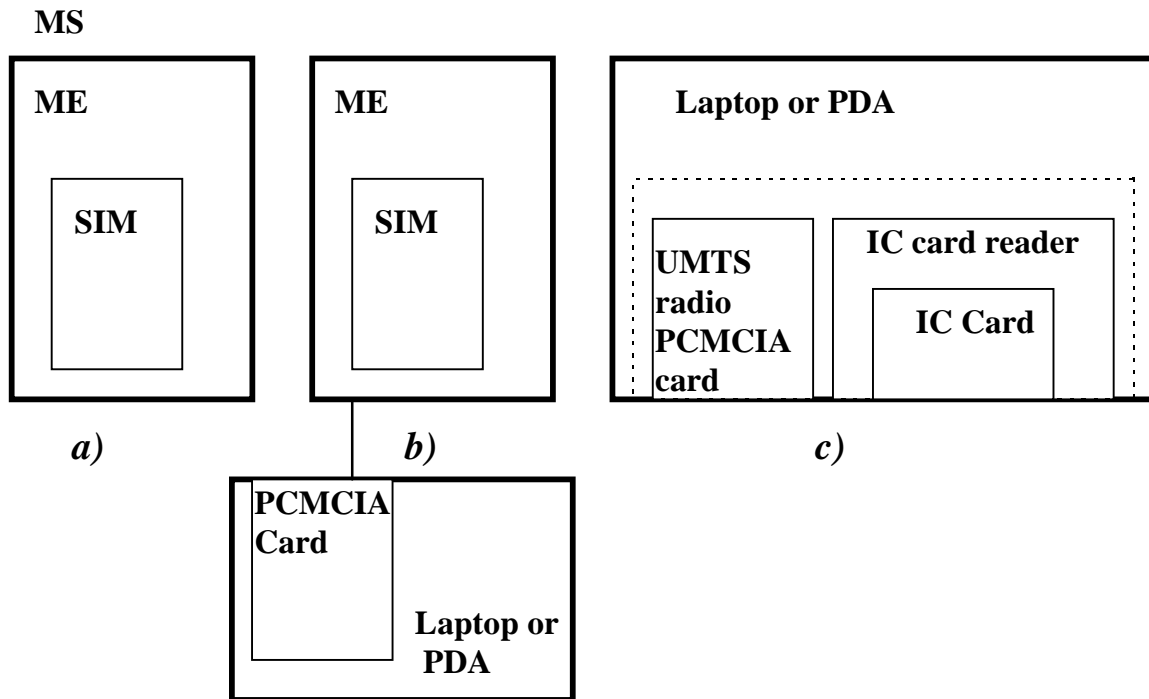 MS
ME
SIM
a)
ME
SIM
b)
PCMCIA
Card
Laptop or
PDA
Laptop or PDA
UMTS
radio
PCMCIA
card
IC card reader
IC Card
c)